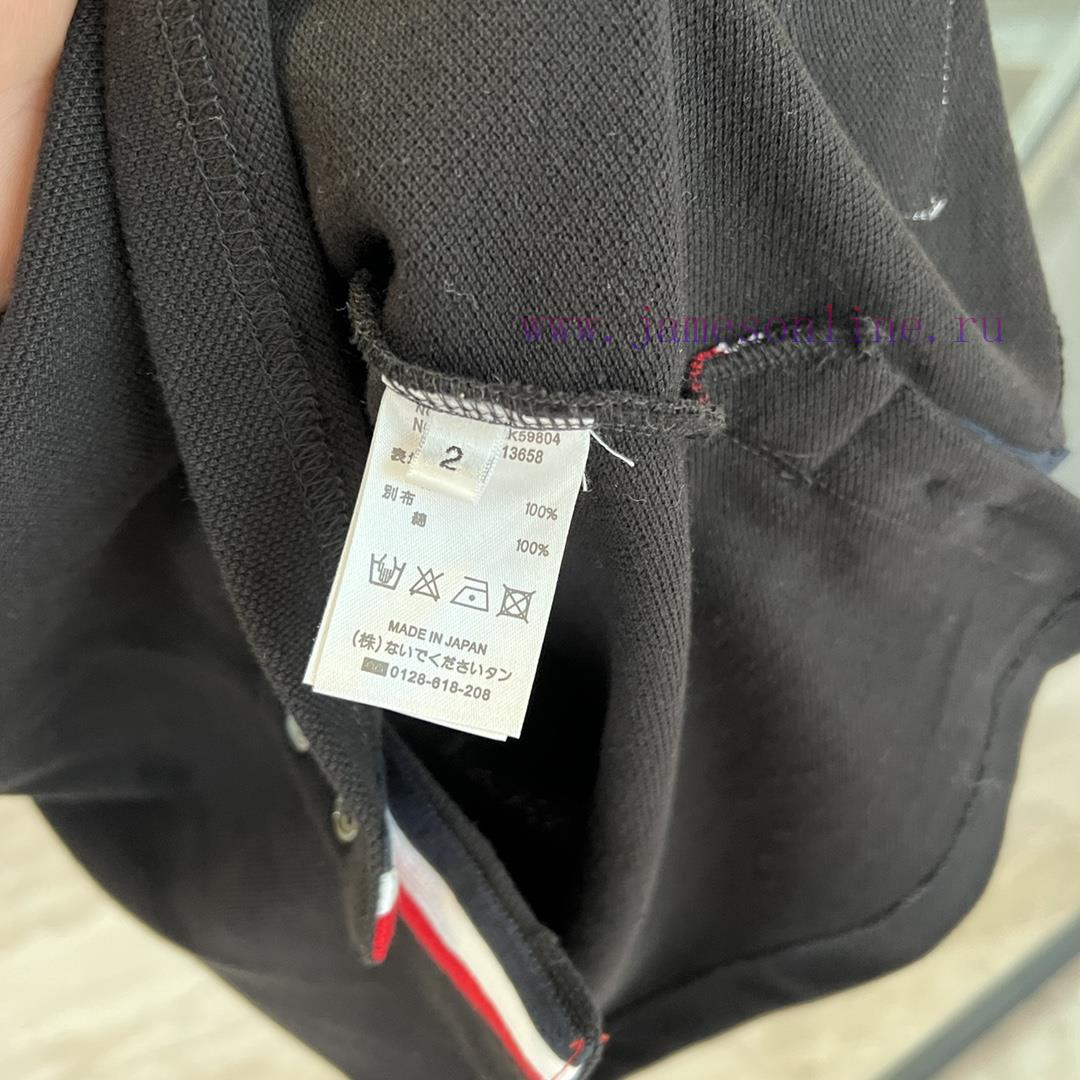 www.jamesonline.ru
K59804
2
13658
別布
100%
綿
100%
MADE IN JAPAN
(株)ないでくださいタン
0128-618-208